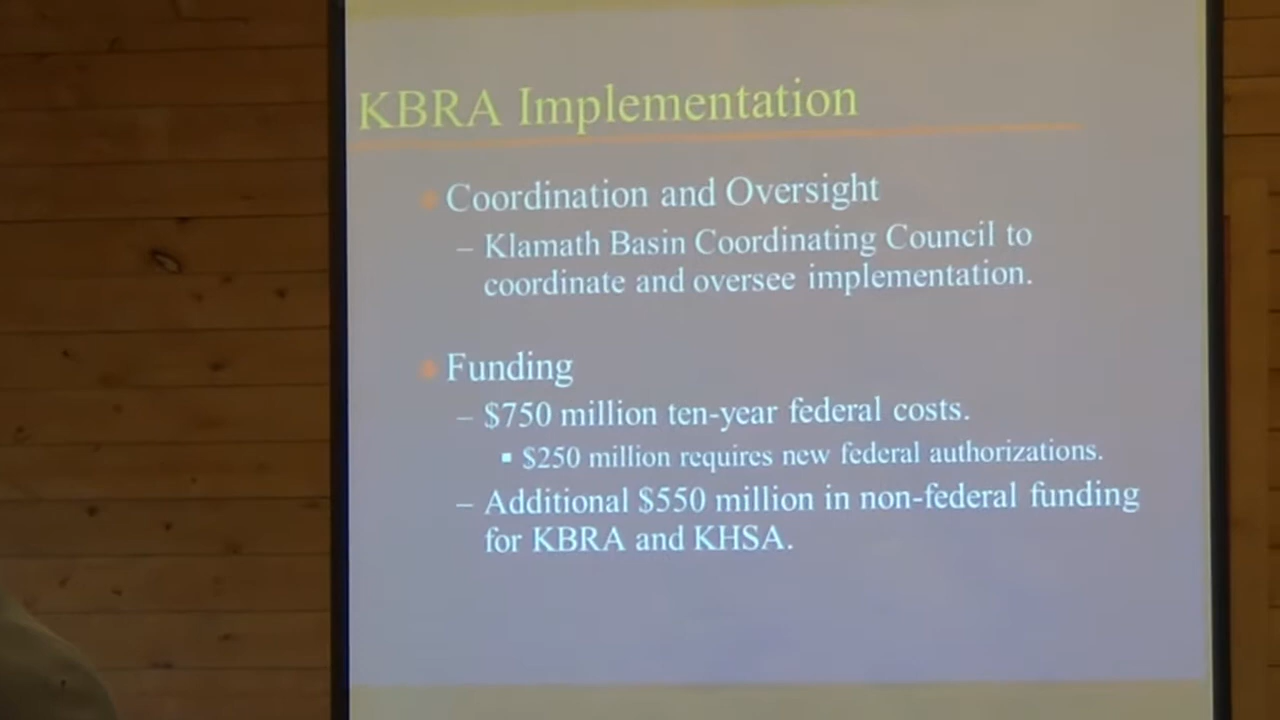 KBRA Implementation
Coordination and Oversight
– Klamath Basin Coordinating Council to
coordinate and oversee implementation.
Funding
– $750 million ten-year federal costs.
▪ $250 million requires new federal authorizations.
– Additional $550 million in non-federal funding
for KBRA and KHSA.